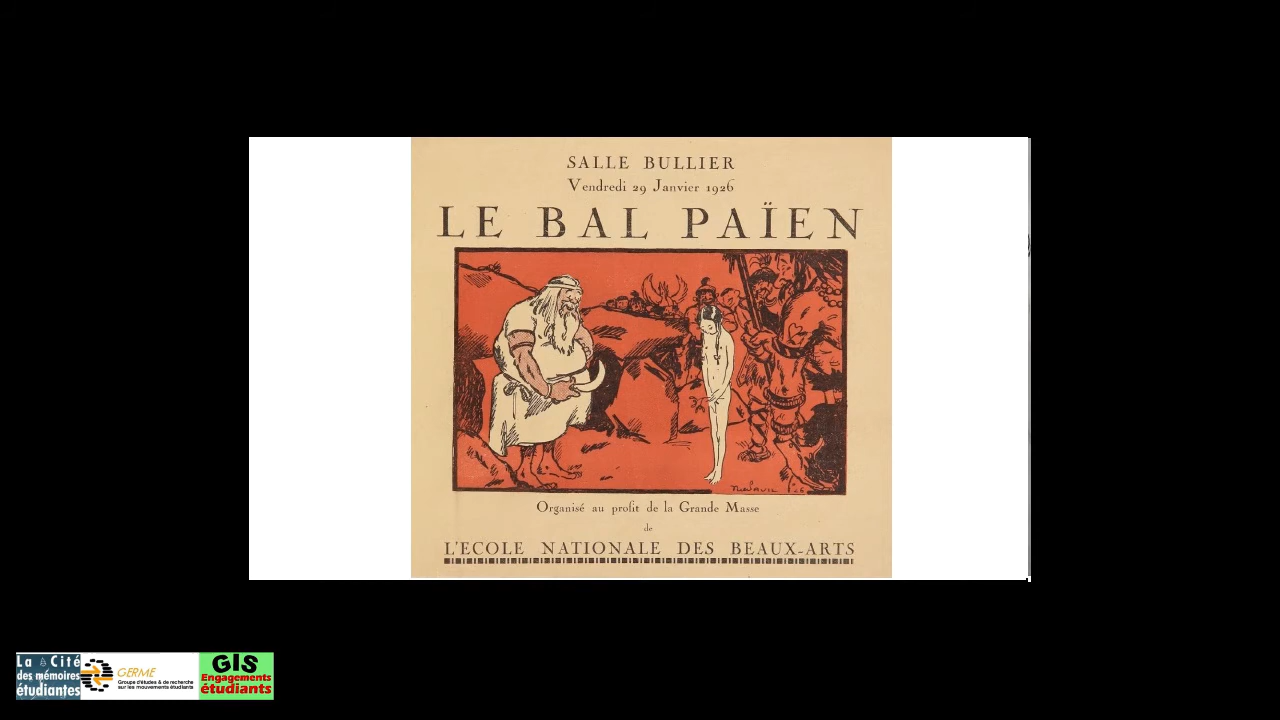 SALLE BULLIER
Vendredi 29 Janvier 1926
LE BAL PAÏEN
Organisé au profit de la Grande Masse
de
L'ECOLE NATIONALE DES BEAUX-ARTS
La Cité
des mémoires
étudiantes
GERME
Groupe d'études & de recherche
sur les mouvements étudiants
GIS
Engagements
étudiants